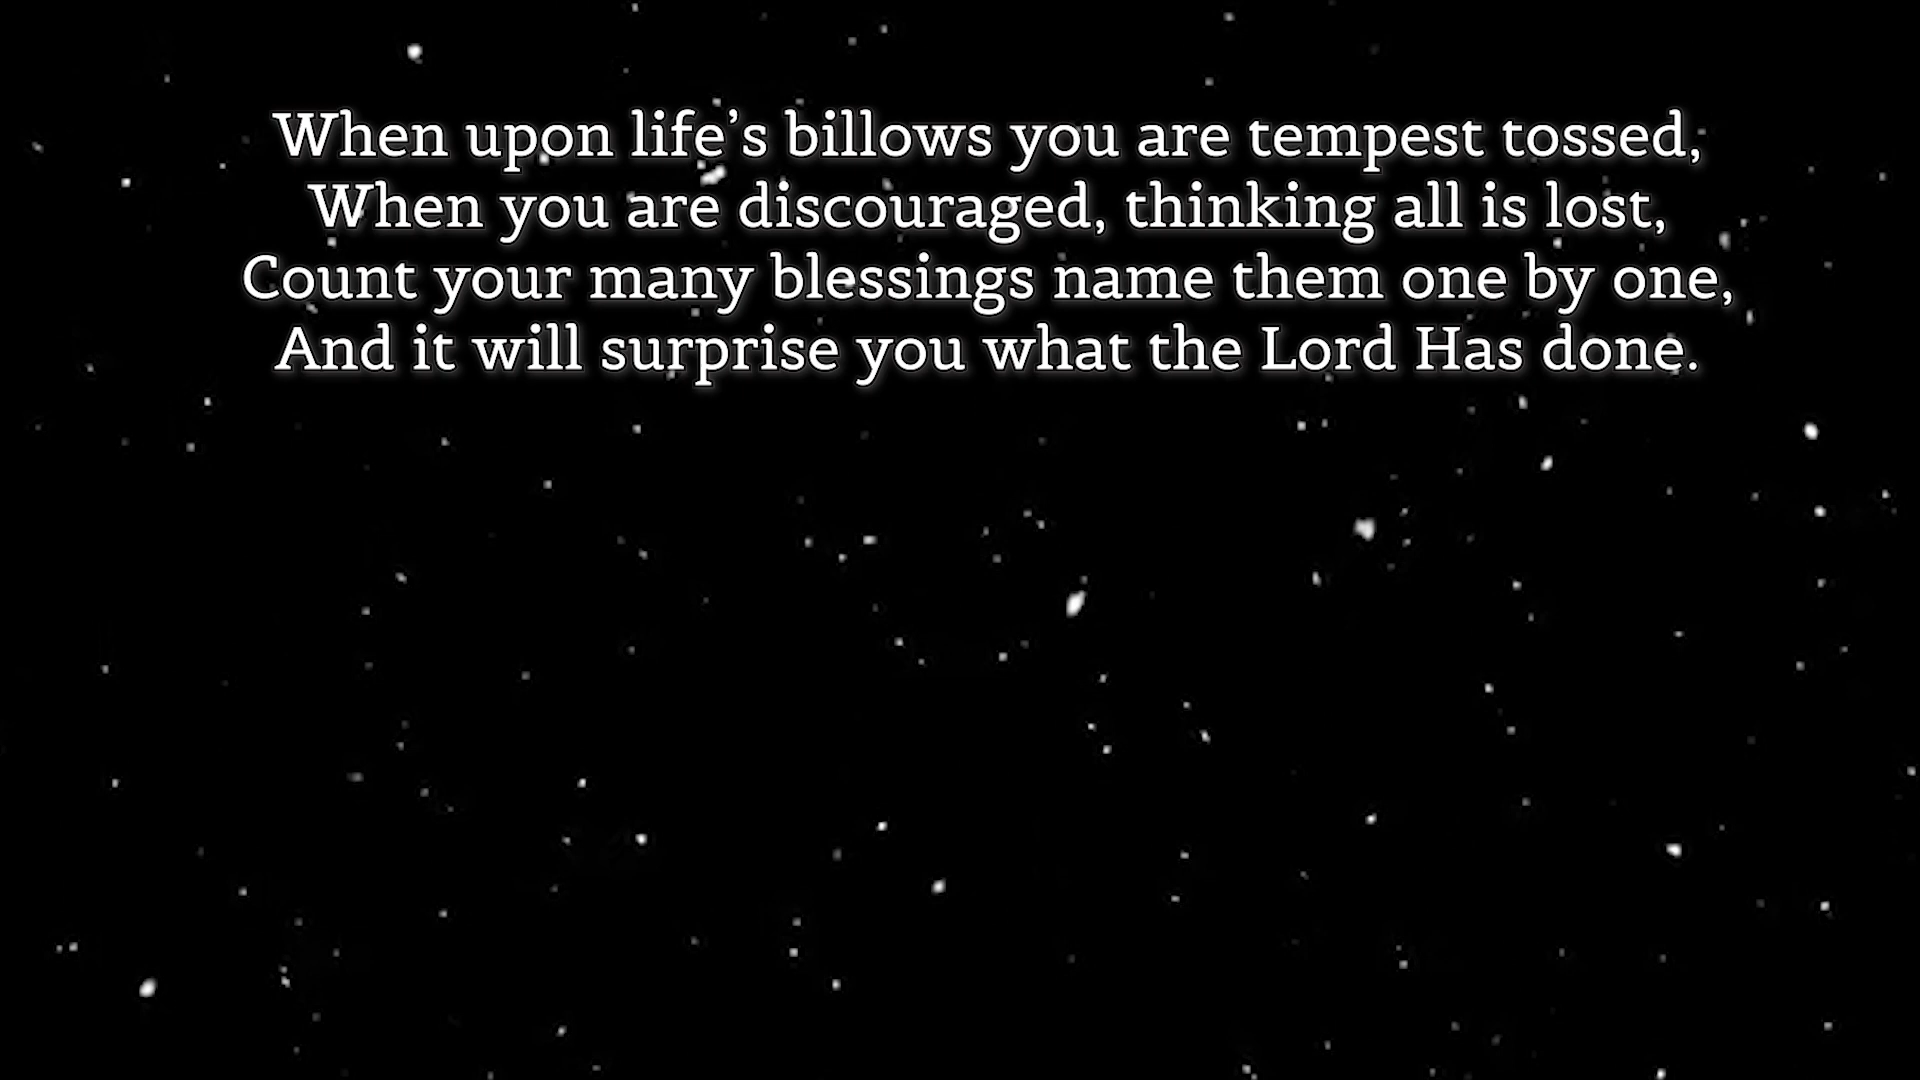 When upon life’s billows you are tempest tossed,
When you are discouraged, thinking all is lost,
Count your many blessings name them one by one,
And it will surprise you what the Lord Has done.